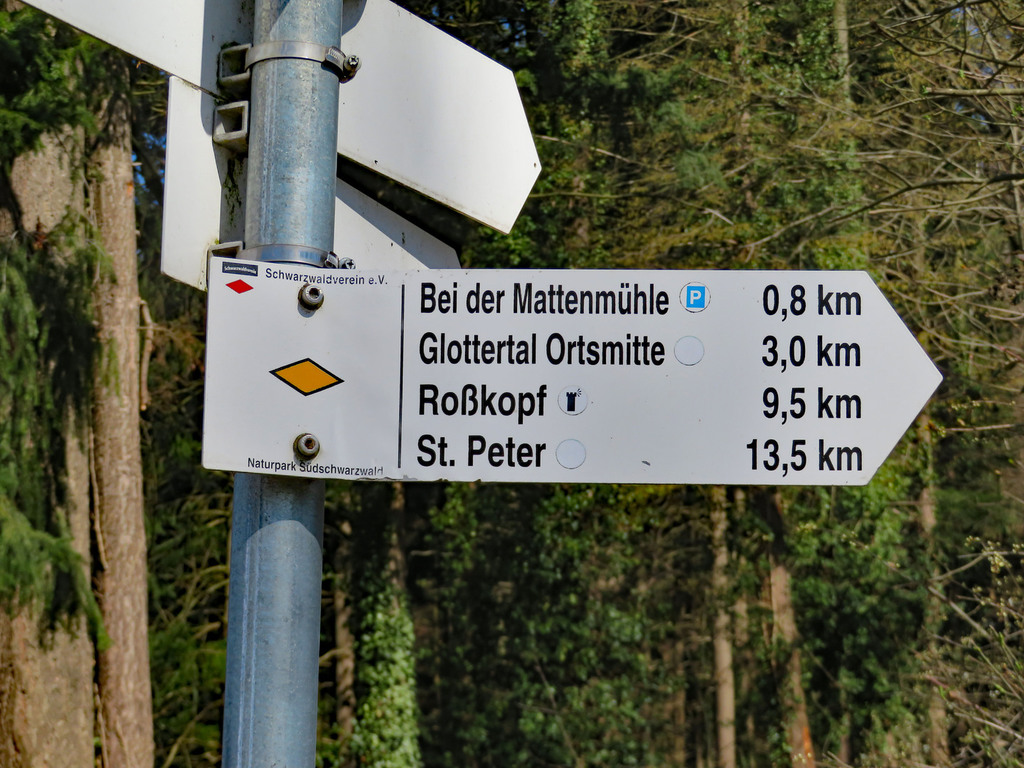 Schwarzwaldverein e.V.
Bei der Mattenmühle P 0,8 km
Glottertal Ortsmitte 3,0 km
Roßkopf 9,5 km
St. Peter 13,5 km
Naturpark Südschwarzwald